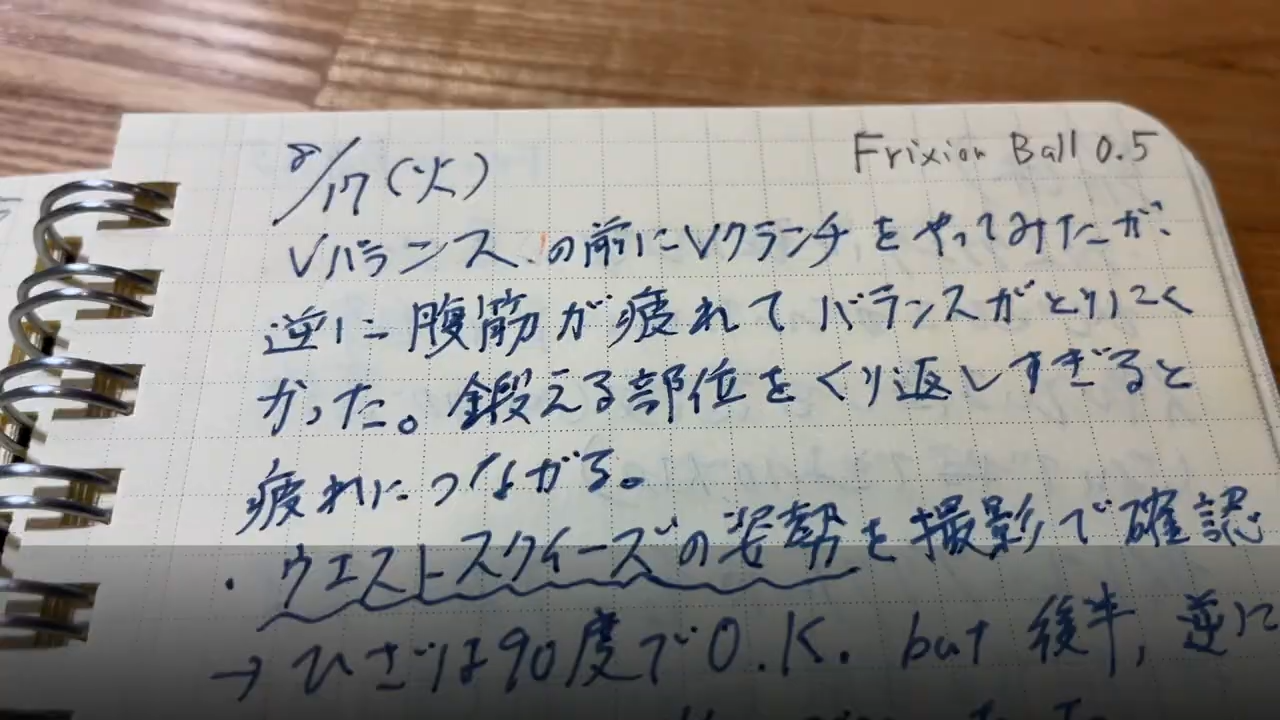 Frixion Ball 0.5
8/17(火)
Vバランスの前にVクランチをやってみたが、
逆に腹筋が疲れてバランスがとりにく
かった。鍛える部位をくり返しすぎると
疲れにつながる。
・ウエストスクイーズの姿勢を撮影で確認
→ひざは90度でO.K. but 後半,逆に